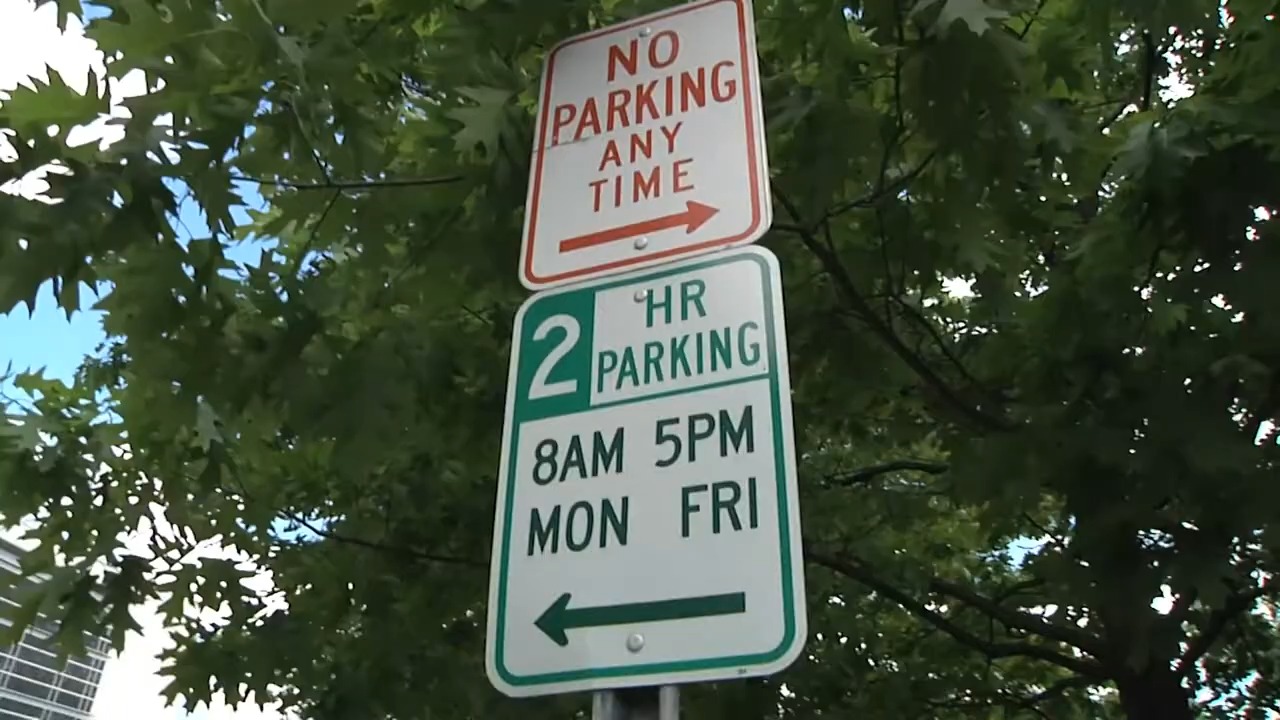 NO
PARKING
ANY
TIME
2 HR
PARKING
8AM 5PM
MON FRI